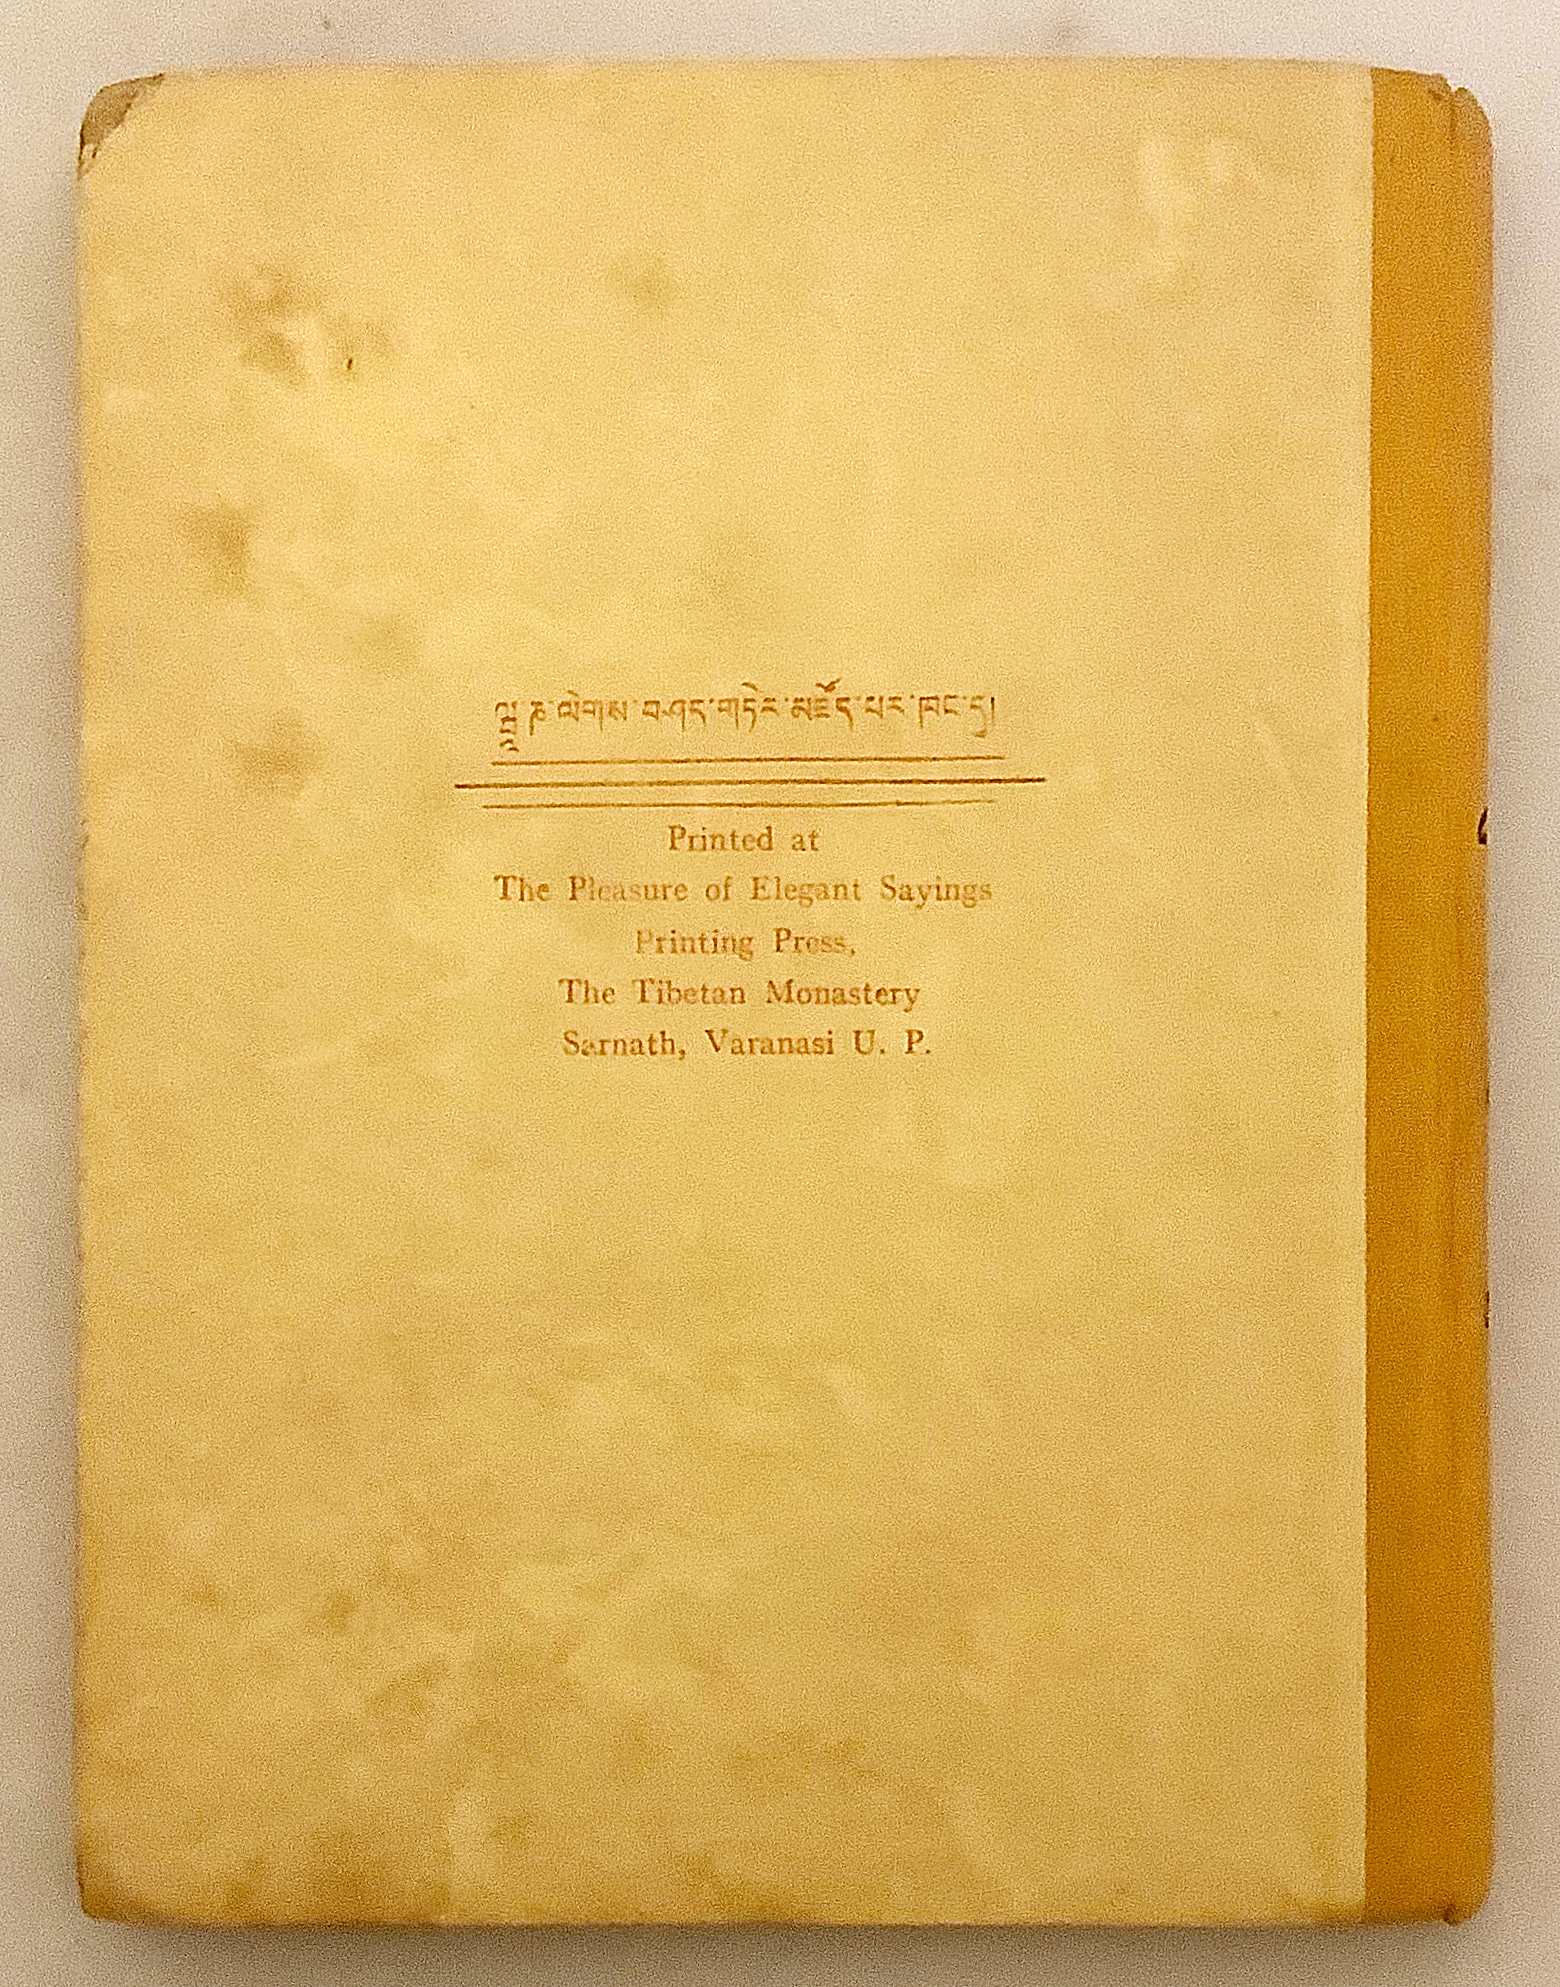 ལེགས་བཤད་གཏེར་མཛོད་པར་ཁང་དུ།
Printed at
The Pleasure of Elegant Sayings
Printing Press,
The Tibetan Monastery
Sarnath, Varanasi U. P.